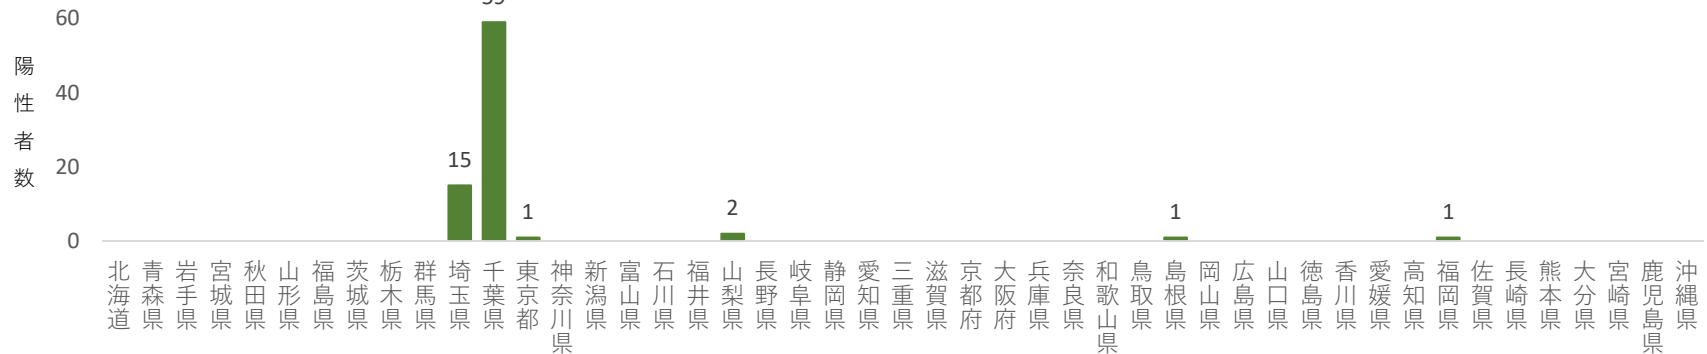 59
60
40
20
0
陽性者数
15
1
2
1
1
北海道
青森県
岩手県
宮城県
秋田県
山形県
福島県
茨城県
栃木県
群馬県
埼玉県
千葉県
東京都
神奈川県
新潟県
富山県
石川県
福井県
山梨県
長野県
岐阜県
静岡県
愛知県
三重県
滋賀県
京都府
大阪府
兵庫県
奈良県
和歌山県
鳥取県
島根県
岡山県
広島県
山口県
徳島県
香川県
愛媛県
高知県
福岡県
佐賀県
長崎県
熊本県
大分県
宮崎県
鹿児島県
沖縄県